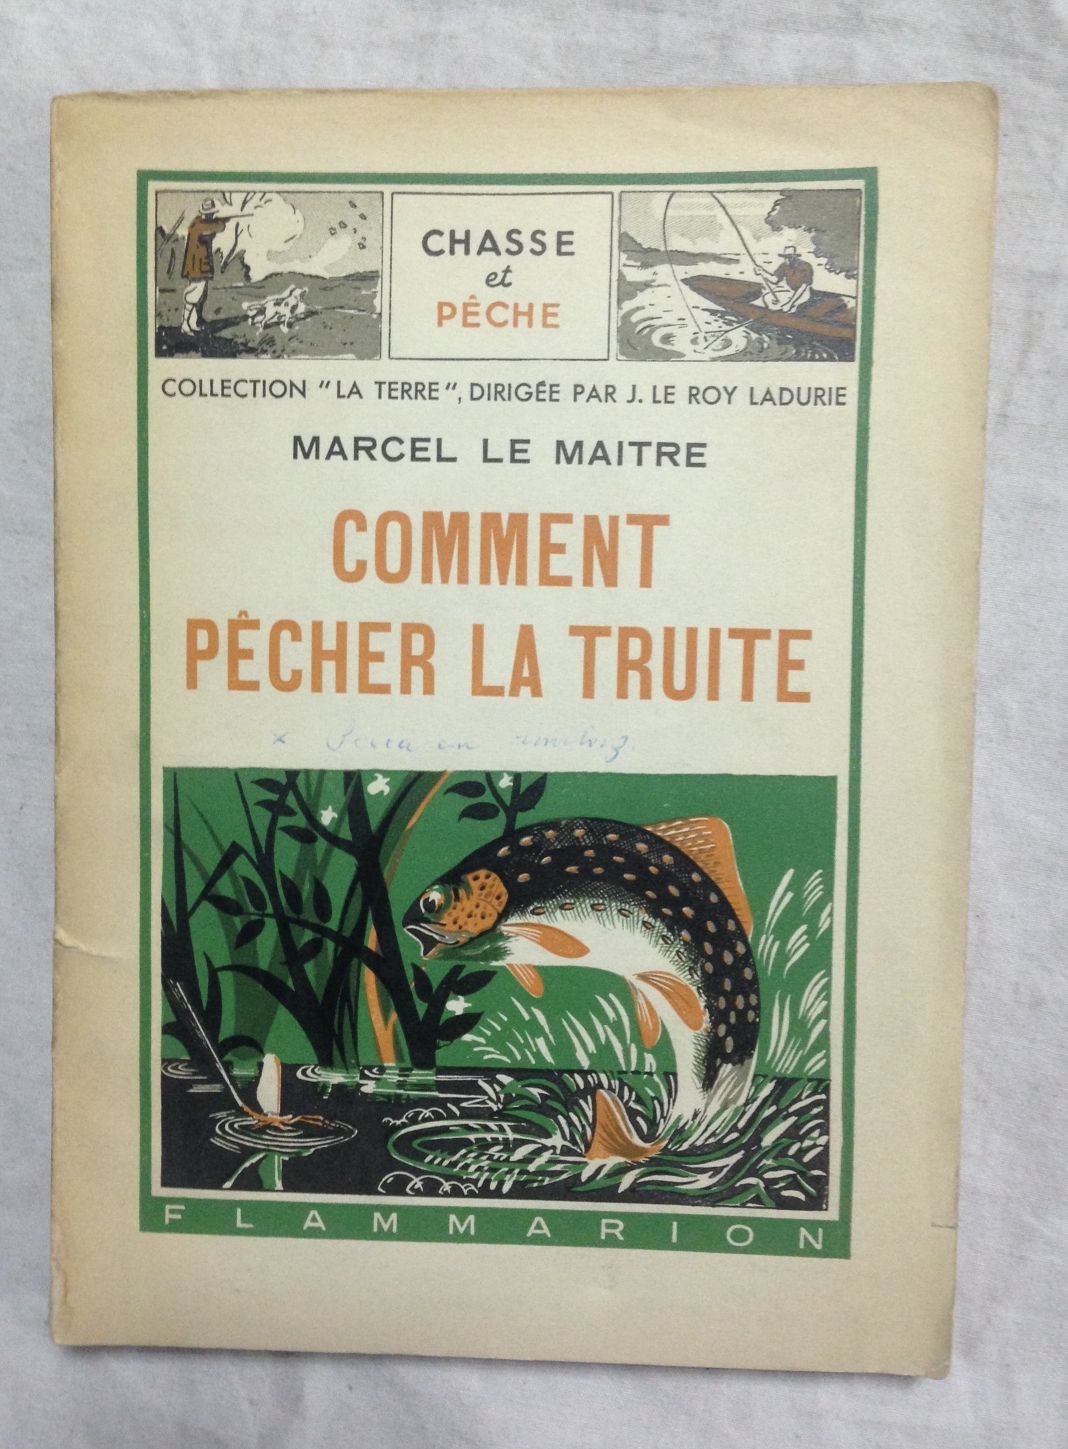 CHASSE
et
PÊCHE
COLLECTION "LA TERRE", DIRIGÉE PAR J. LE ROY LADURIE
MARCEL LE MAITRE
COMMENT
PÊCHER LA TRUITE
FLAMMARION